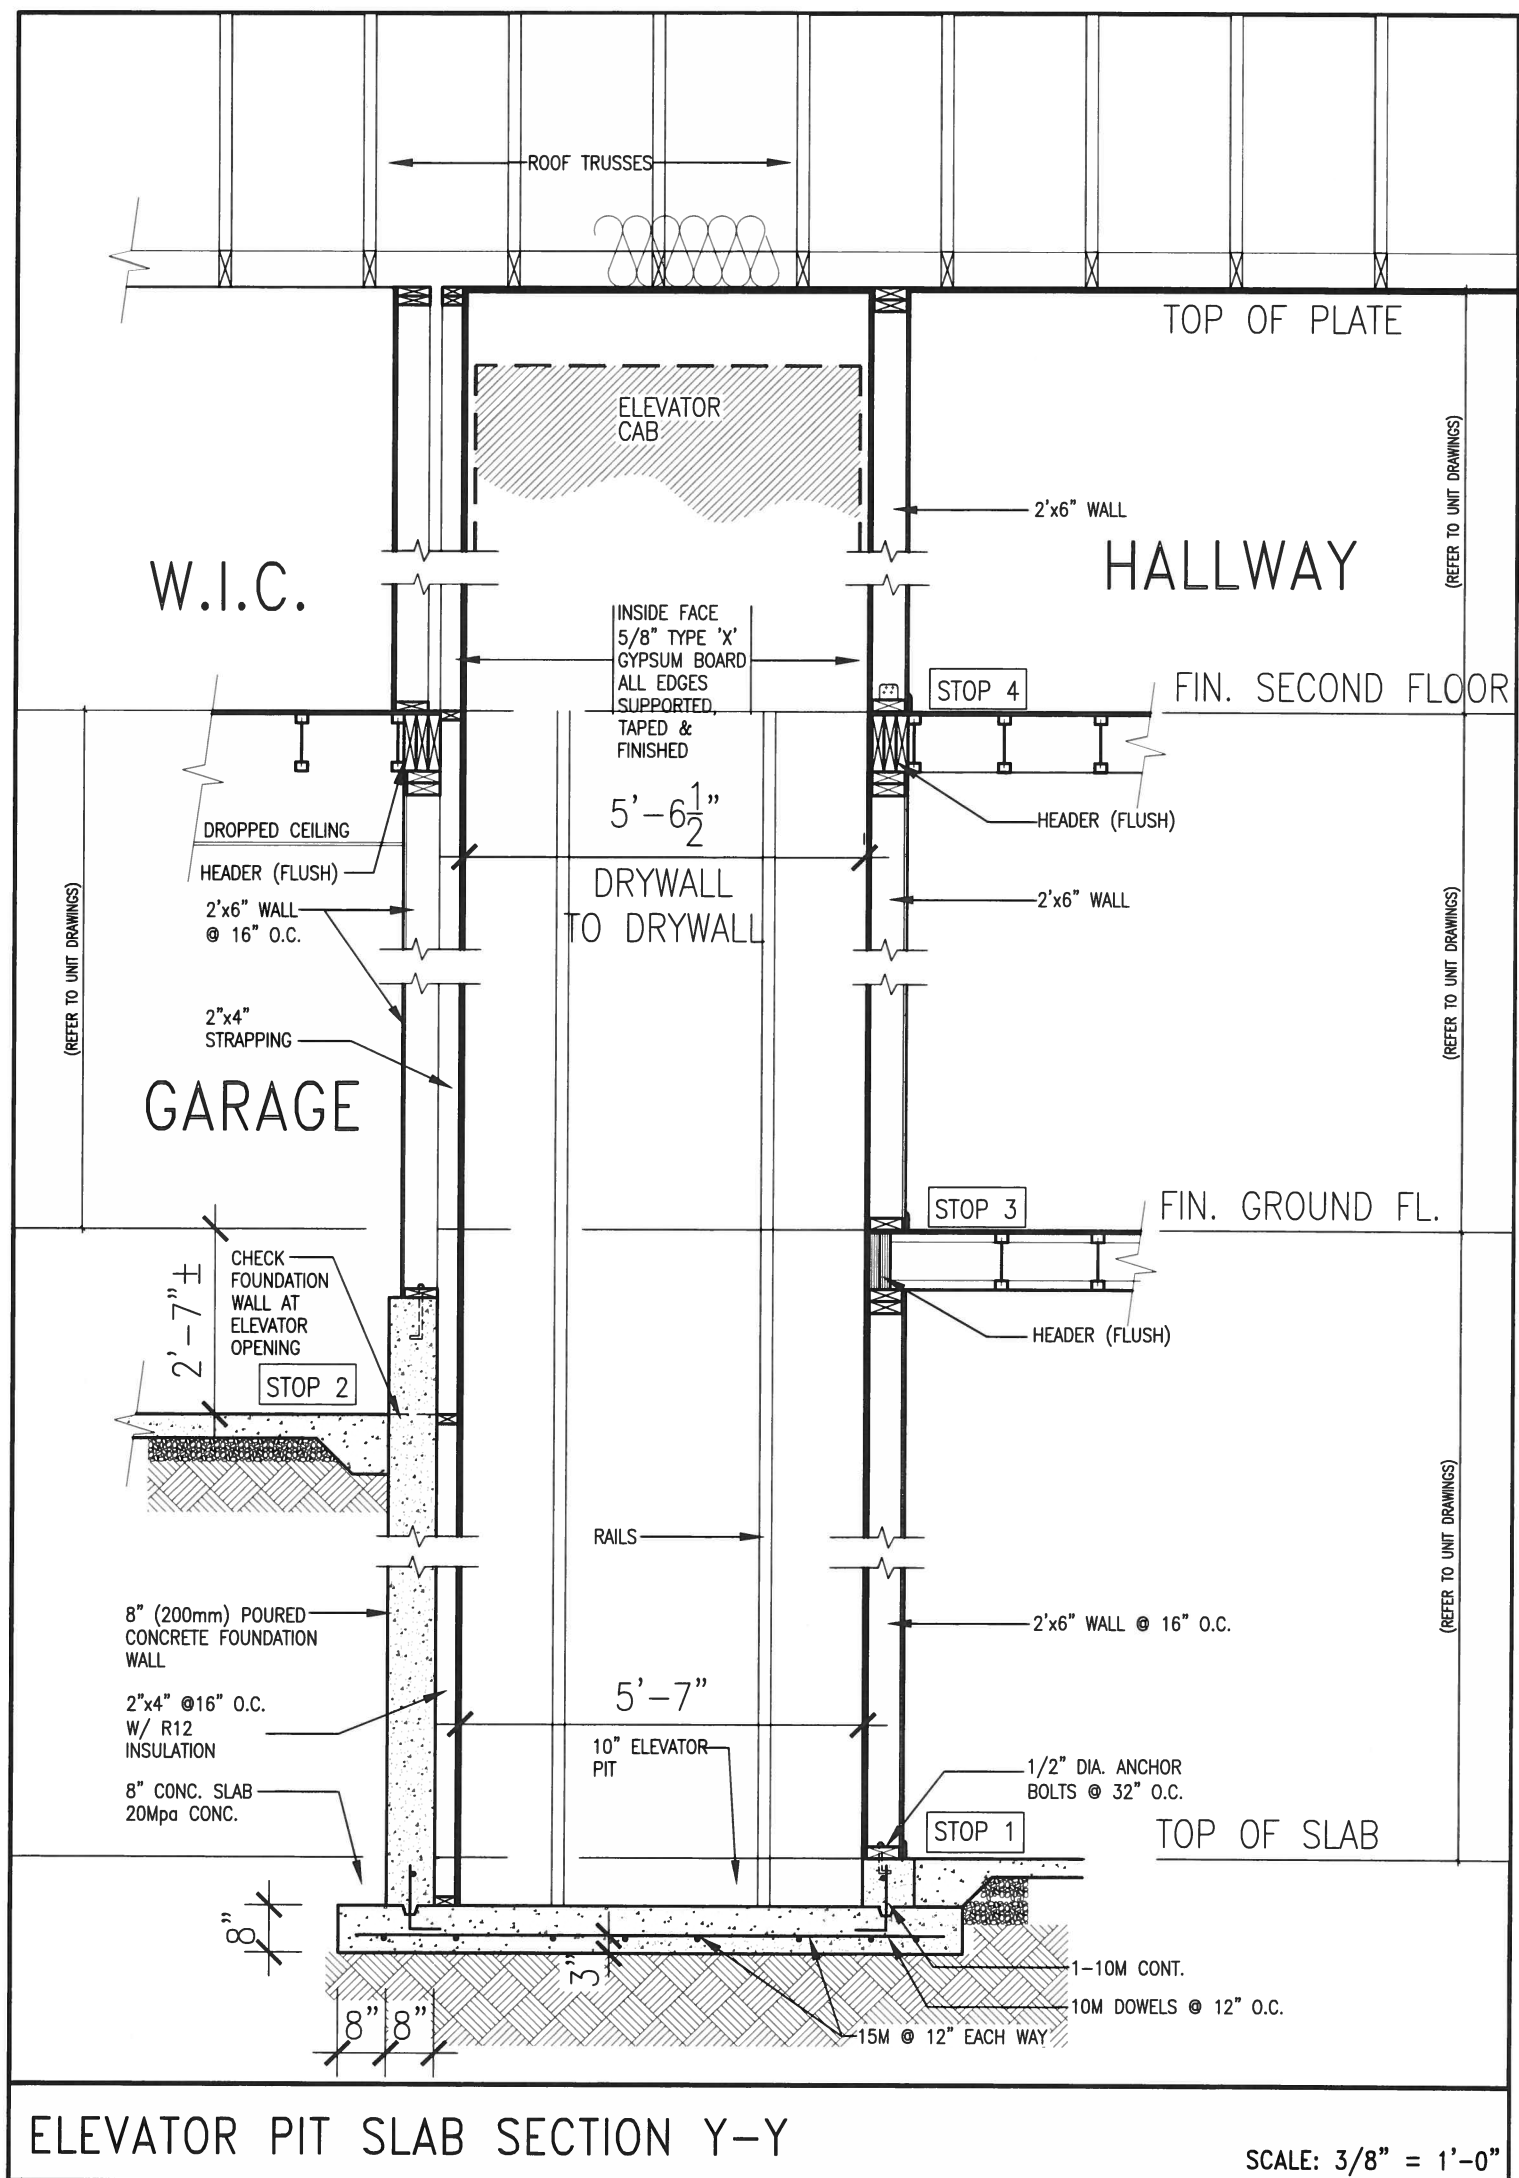 ROOF TRUSSES
TOP OF PLATE
ELEVATOR
CAB
2'x6" WALL
(REFER TO UNIT DRAWINGS)
W.I.C.
HALLWAY
INSIDE FACE
5/8" TYPE 'X'
GYPSUM BOARD
ALL EDGES
SUPPORTED,
TAPED &
FINISHED
STOP 4
FIN. SECOND FLOOR
5'-6 1/2"
DRYWALL
TO DRYWALL
DROPPED CEILING
HEADER (FLUSH)
HEADER (FLUSH)
2'x6" WALL
@ 16" O.C.
2'x6" WALL
(REFER TO UNIT DRAWINGS)
(REFER TO UNIT DRAWINGS)
2"x4"
STRAPPING
GARAGE
STOP 3
FIN. GROUND FL.
2'-7"±
CHECK
FOUNDATION
WALL AT
ELEVATOR
OPENING
STOP 2
HEADER (FLUSH)
RAILS
(REFER TO UNIT DRAWINGS)
8" (200mm) POURED
CONCRETE FOUNDATION
WALL
2'x6" WALL @ 16" O.C.
2"x4" @16" O.C.
W/ R12
INSULATION
5'-7"
10" ELEVATOR
PIT
8" CONC. SLAB
20Mpa CONC.
1/2" DIA. ANCHOR
BOLTS @ 32" O.C.
STOP 1
TOP OF SLAB
8"
3"
8"
8"
1-10M CONT.
10M DOWELS @ 12" O.C.
15M @ 12" EACH WAY
ELEVATOR PIT SLAB SECTION Y-Y
SCALE: 3/8" = 1'-0"